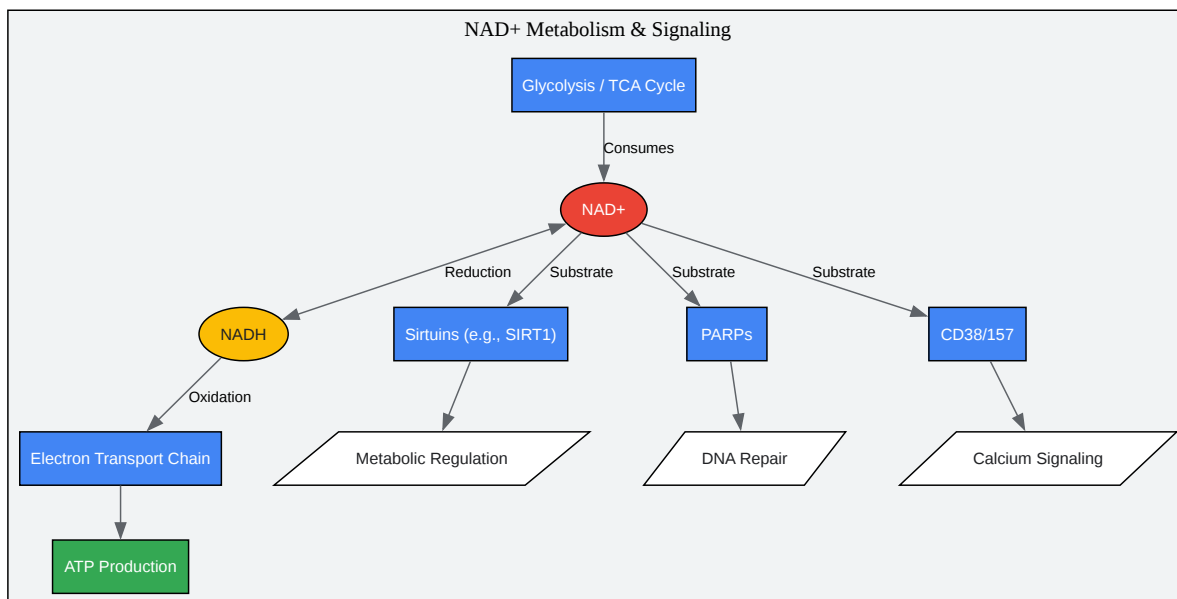 NAD+ Metabolism & Signaling
Glycolysis / TCA Cycle
Consumes
NAD+
Reduction
Substrate
Substrate
Substrate
NADH
Sirtuins (e.g., SIRT1)
PARPs
CD38/157
Oxidation
Electron Transport Chain
Metabolic Regulation
DNA Repair
Calcium Signaling
ATP Production